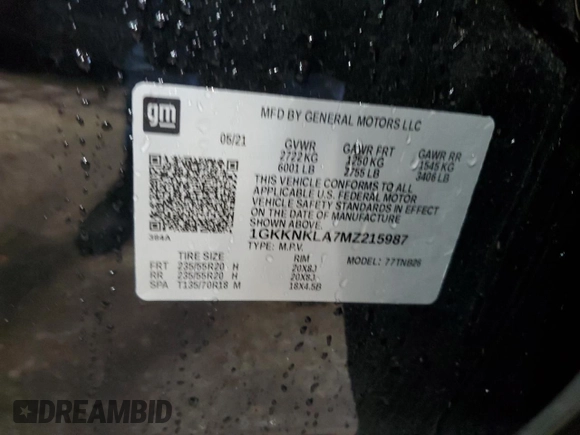 gm
MFD BY GENERAL MOTORS LLC
05/21
GVWR GAWR FRT GAWR RR
2722 KG 1250 KG 1545 KG
6001 LB 2755 LB 3406 LB
THIS VEHICLE CONFORMS TO ALL
APPLICABLE U.S. FEDERAL MOTOR
VEHICLE SAFETY STANDARDS IN EFFECT
ON THE DATE OF MANUFACTURE
SHOWN ABOVE.
394A
1GKKNKLA7MZ215987
TYPE: M.P.V. MODEL: 77TNB26
TIRE SIZE RIM
FRT 235/55R20 H 20X8J
RR 235/55R20 H 20X8J
SPA T135/70R18 M 18X4.5B
DREAMBID